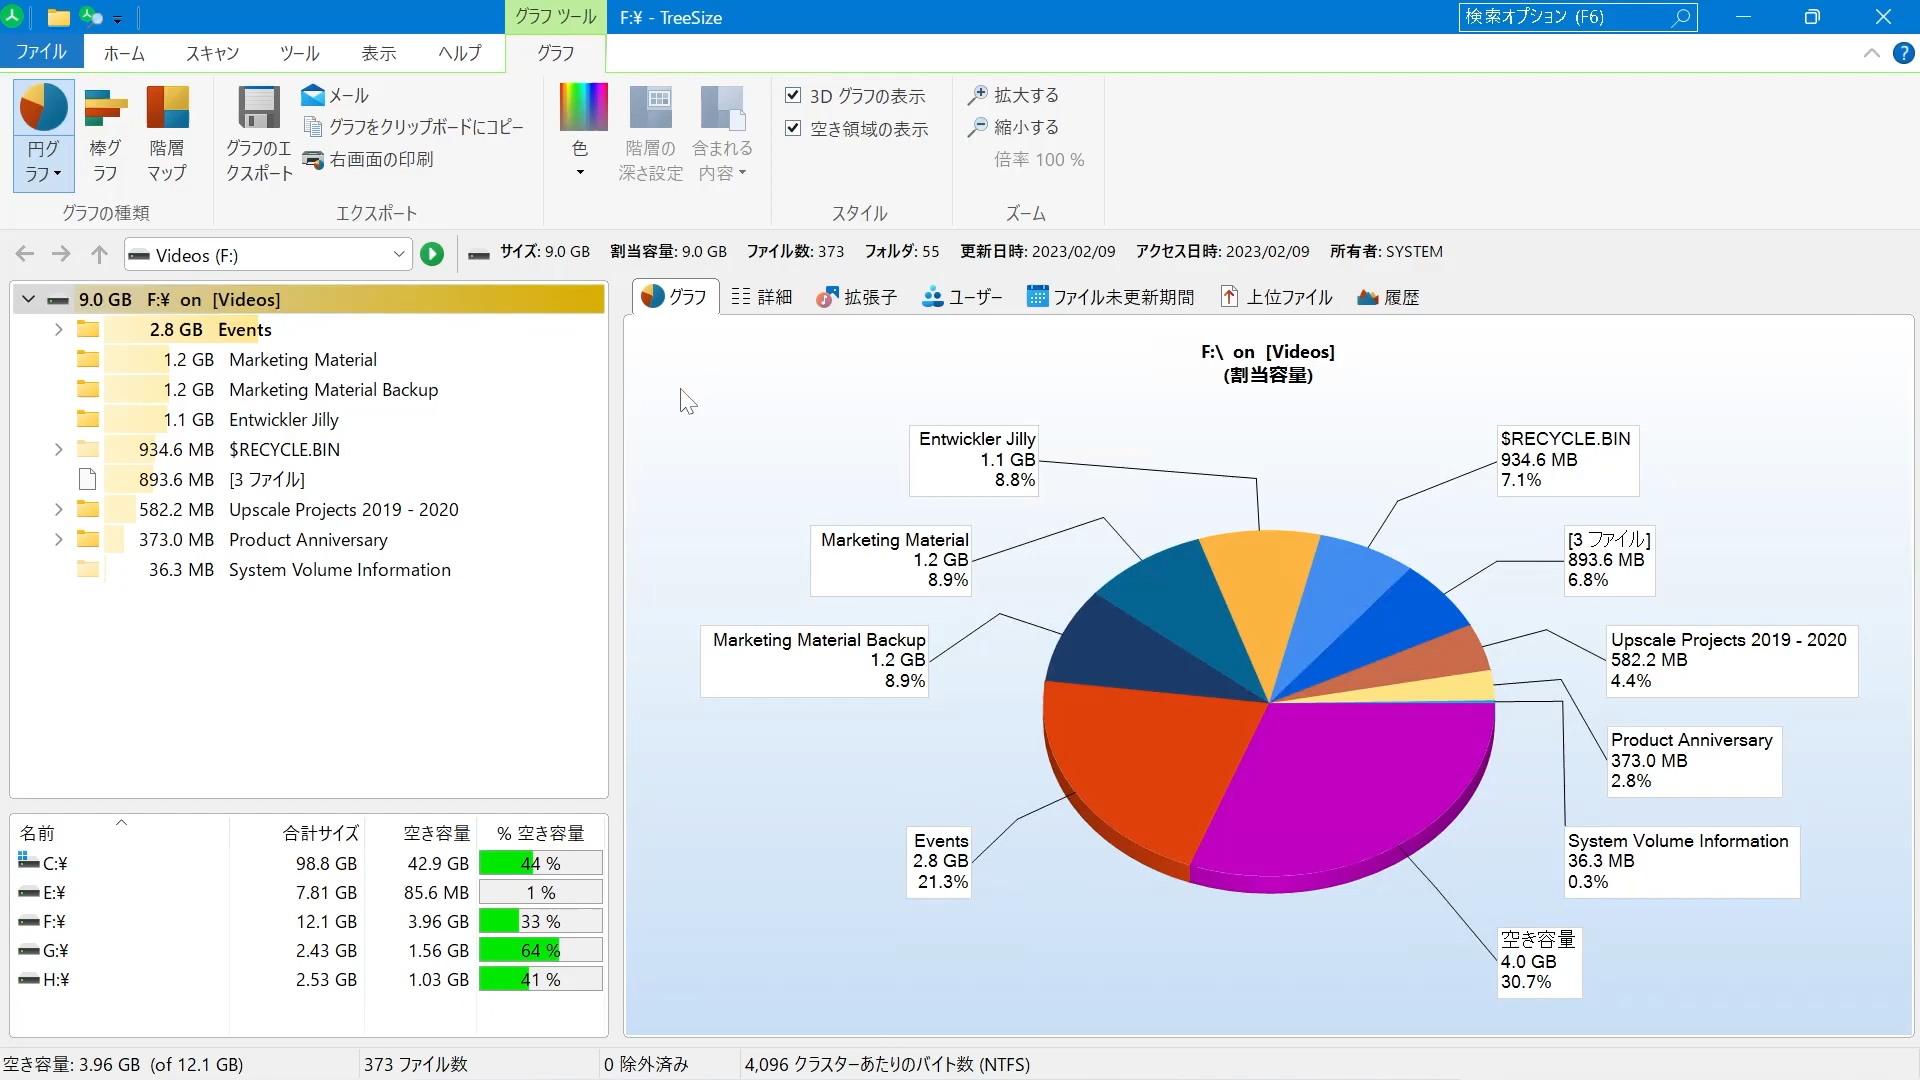 グラフ ツール
F:¥ - TreeSize
検索オプション (F6)
ファイル
ホーム
スキャン
ツール
表示
ヘルプ
グラフ
円グ
ラフ
棒グ
ラフ
階層
マップ
グラフの種類
グラフのエ
クスポート
メール
グラフをクリップボードにコピー
右画面の印刷
エクスポート
色
階層の
深さ設定
含まれる
内容
3D グラフの表示
空き領域の表示
スタイル
拡大する
縮小する
倍率 100 %
ズーム
Videos (F:)
サイズ: 9.0 GB 割当容量: 9.0 GB ファイル数: 373 フォルダ: 55 更新日時: 2023/02/09 アクセス日時: 2023/02/09 所有者: SYSTEM
9.0 GB F:¥ on [Videos]
2.8 GB Events
1.2 GB Marketing Material
1.2 GB Marketing Material Backup
1.1 GB Entwickler Jilly
934.6 MB $RECYCLE.BIN
893.6 MB [3 ファイル]
582.2 MB Upscale Projects 2019 - 2020
373.0 MB Product Anniversary
36.3 MB System Volume Information
名前 合計サイズ 空き容量 % 空き容量
C:¥ 98.8 GB 42.9 GB 44 %
E:¥ 7.81 GB 85.6 MB 1 %
F:¥ 12.1 GB 3.96 GB 33 %
G:¥ 2.43 GB 1.56 GB 64 %
H:¥ 2.53 GB 1.03 GB 41 %
グラフ
詳細
拡張子
ユーザー
ファイル未更新期間
上位ファイル
履歴
F:\ on [Videos]
(割当容量)
Entwickler Jilly
1.1 GB
8.8%
$RECYCLE.BIN
934.6 MB
7.1%
Marketing Material
1.2 GB
8.9%
[3 ファイル]
893.6 MB
6.8%
Marketing Material Backup
1.2 GB
8.9%
Upscale Projects 2019 - 2020
582.2 MB
4.4%
Product Anniversary
373.0 MB
2.8%
Events
2.8 GB
21.3%
System Volume Information
36.3 MB
0.3%
空き容量
4.0 GB
30.7%
空き容量: 3.96 GB (of 12.1 GB)
373 ファイル数
0 除外済み
4,096 クラスターあたりのバイト数 (NTFS)